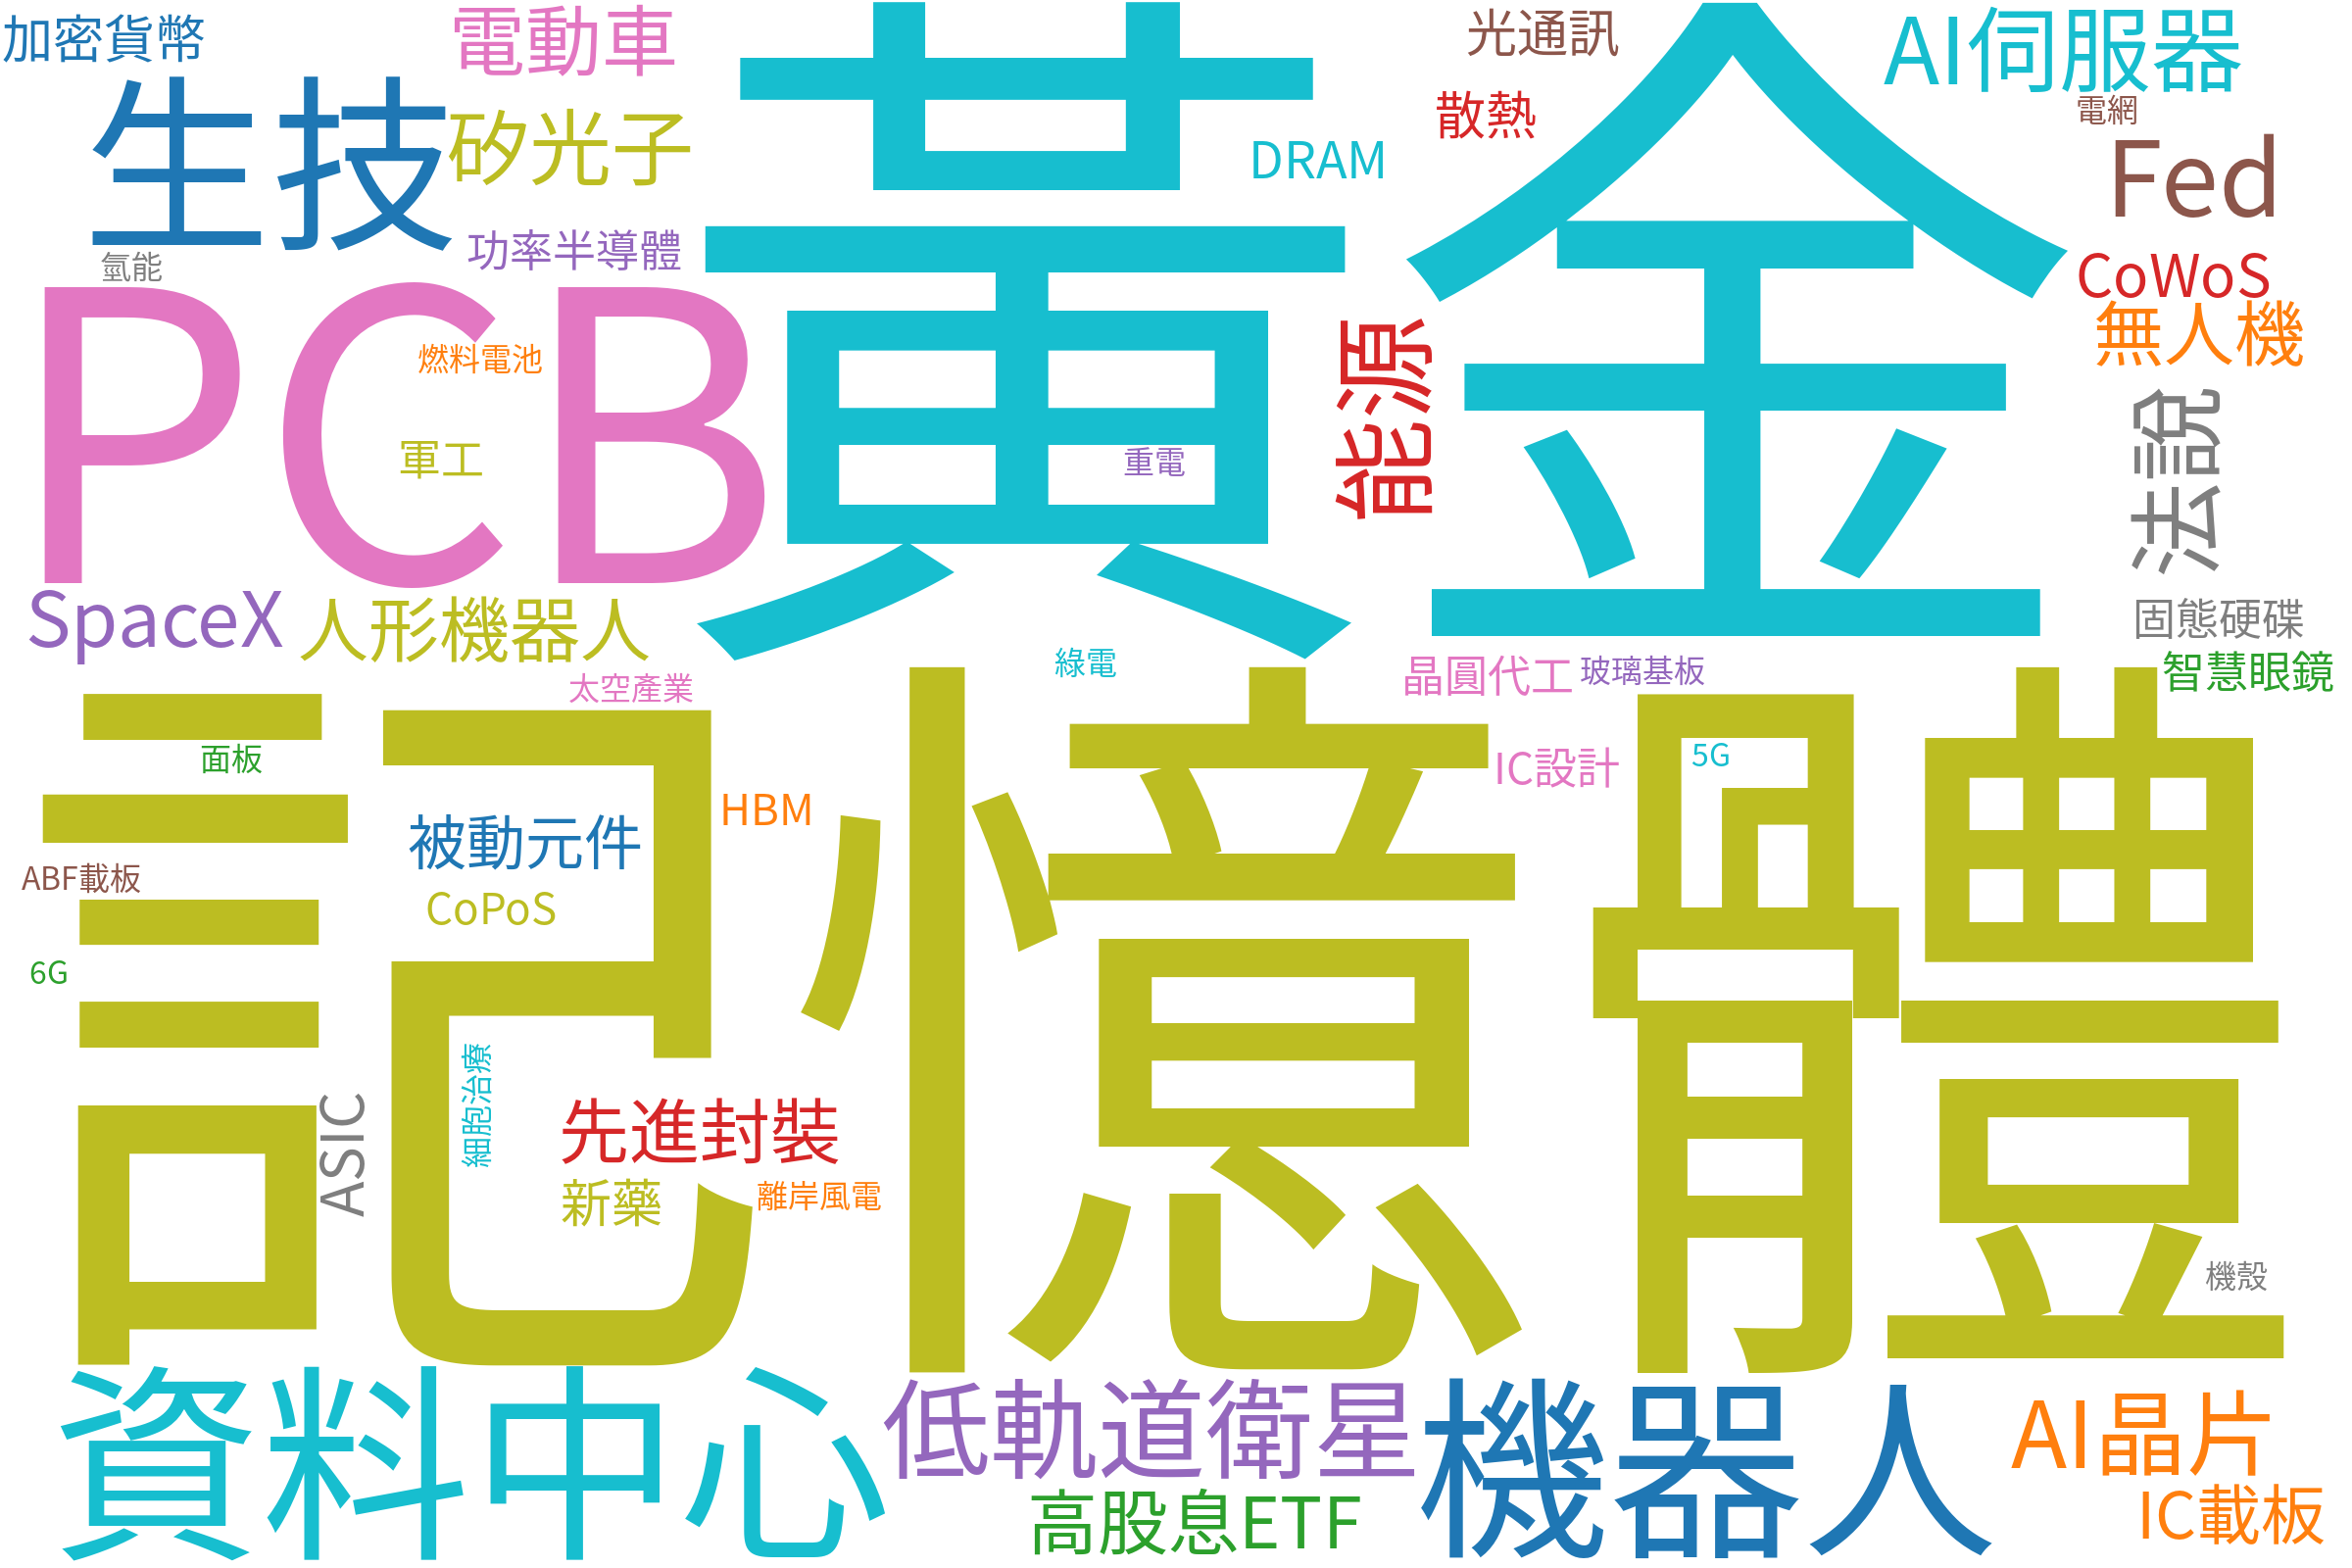 加密貨幣
電動車
光通訊
AI伺服器
生技
矽光子
黃金
DRAM
散熱
電網
Fed
氫能
功率半導體
CoWoS
無人機
PCB
燃料電池
能源
法說
軍工
重電
SpaceX
人形機器人
固態硬碟
太空產業
綠電
晶圓代工
玻璃基板
智慧眼鏡
記憶體
面板
HBM
IC設計
5G
被動元件
ABF載板
CoPoS
6G
細胞治療
ASIC
先進封裝
新藥
離岸風電
機殼
資料中心
低軌道衛星
機器人
AI晶片
高股息ETF
IC載板